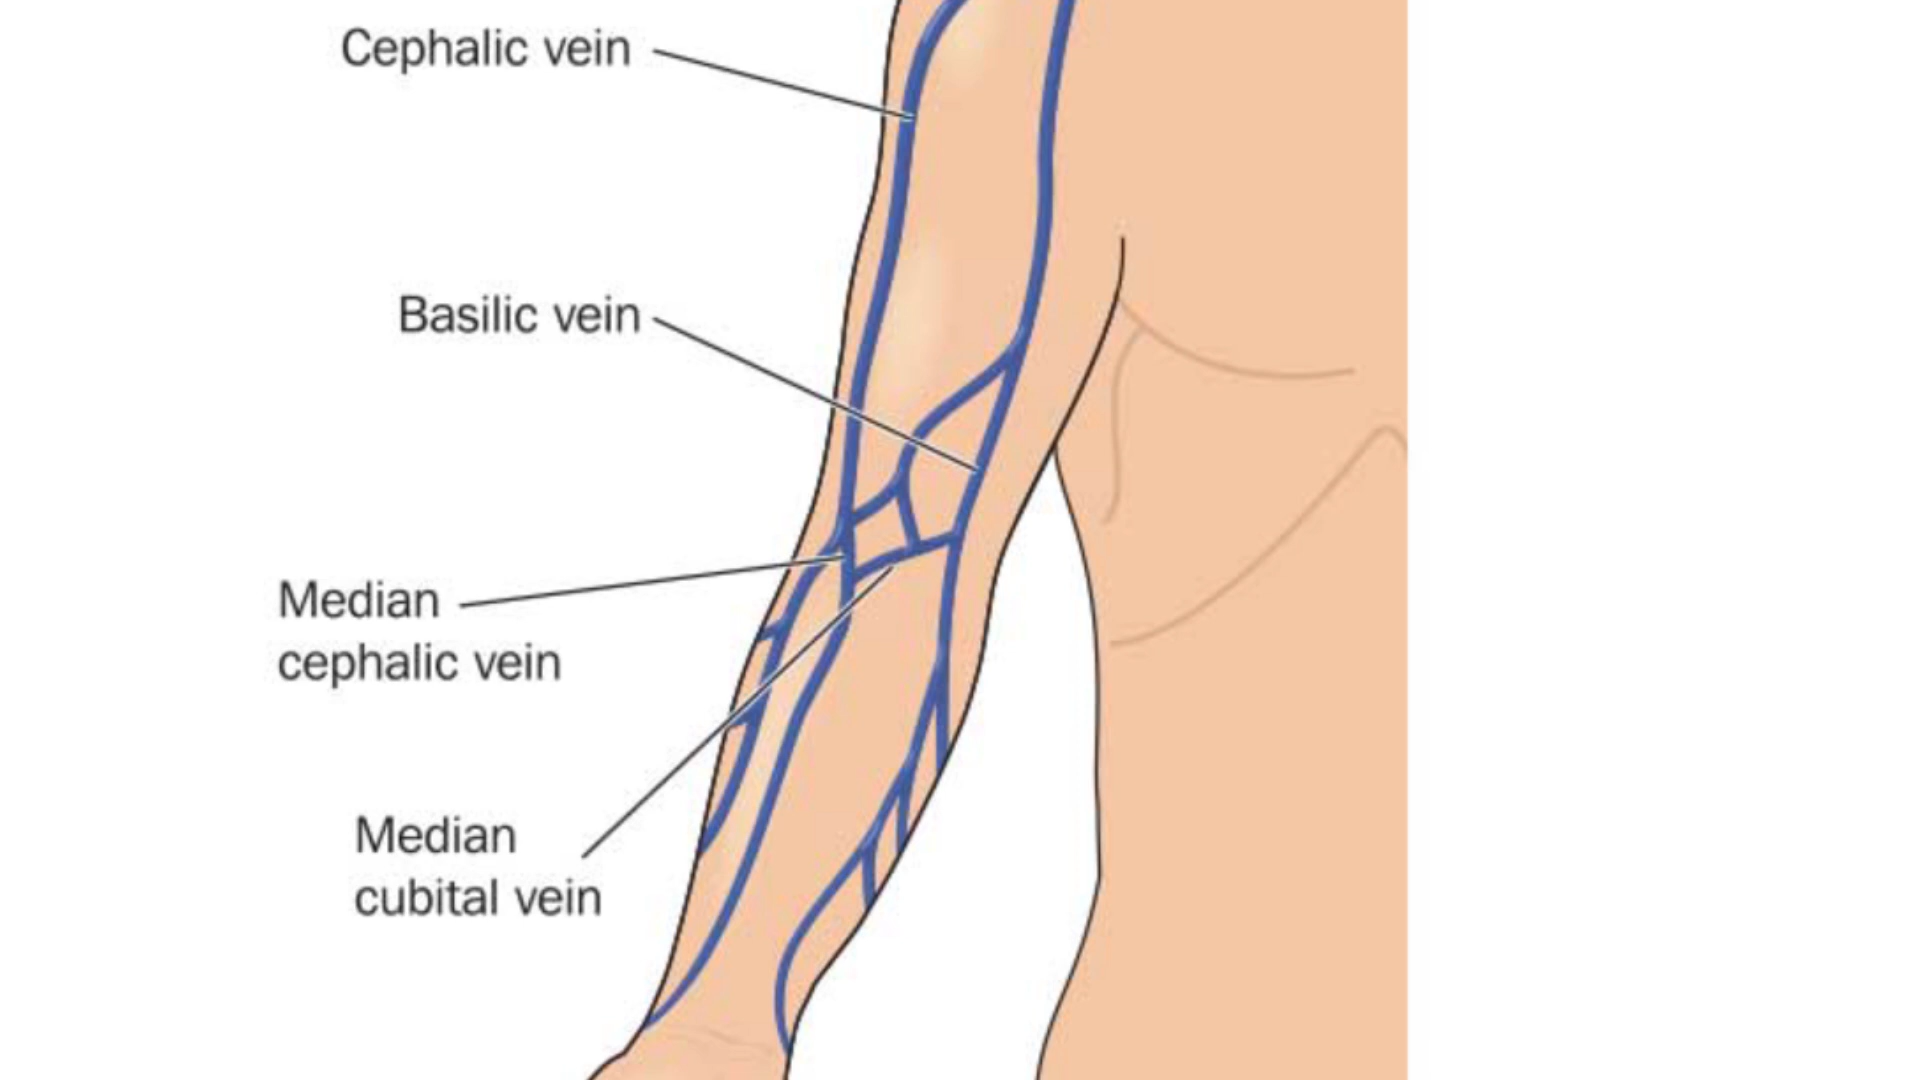 Cephalic vein
Basilic vein
Median
cephalic vein
Median
cubital vein